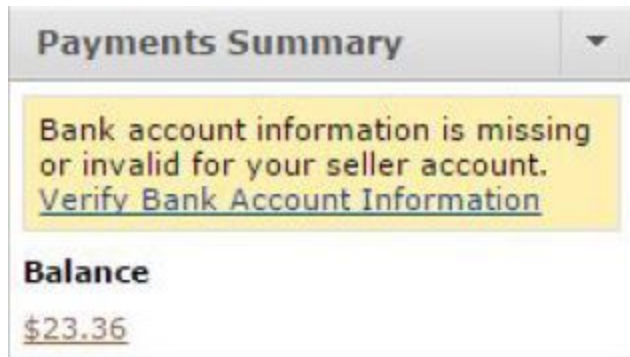 Payments Summary
Bank account information is missing
or invalid for your seller account.
Verify Bank Account Information
Balance
$23.36